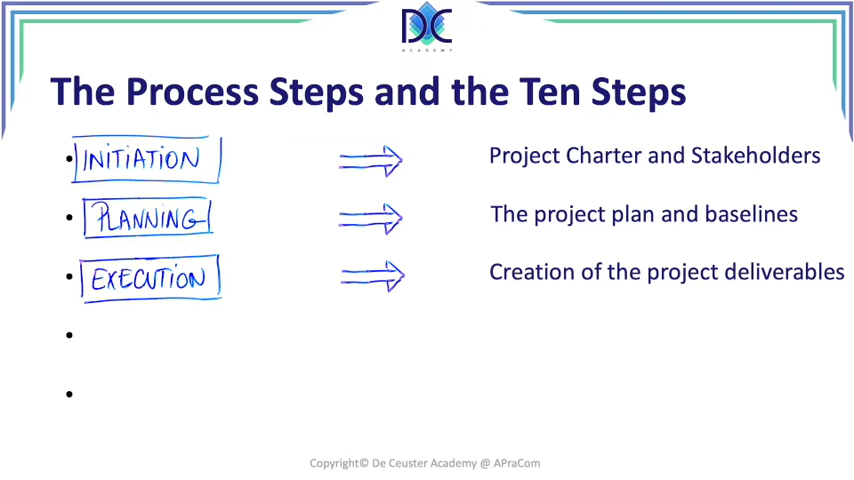 DC
ACADEMY
The Process Steps and the Ten Steps
• INITIATION Project Charter and Stakeholders
• PLANNING The project plan and baselines
• EXECUTION Creation of the project deliverables
•
•
Copyright© De Ceuster Academy @ APraCom